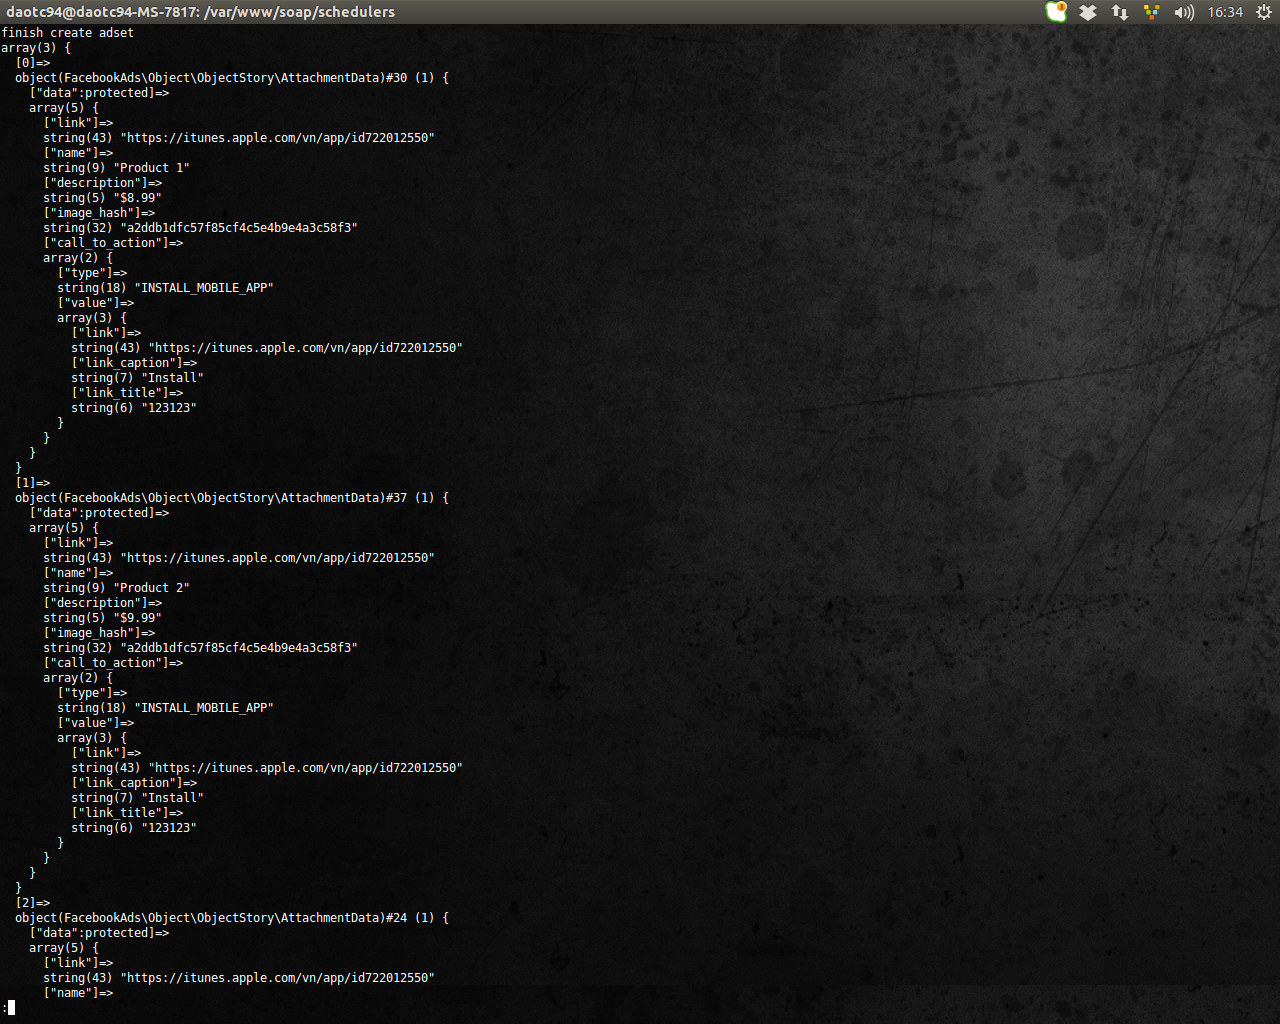 daotc94@daotc94-MS-7817: /var/www/soap/schedulers
16:34
finish create adset
array(3) {
  [0]=>
  object(FacebookAds\Object\ObjectStory\AttachmentData)#30 (1) {
    ["data":protected]=>
    array(5) {
      ["link"]=>
      string(43) "https://itunes.apple.com/vn/app/id722012550"
      ["name"]=>
      string(9) "Product 1"
      ["description"]=>
      string(5) "$8.99"
      ["image_hash"]=>
      string(32) "a2ddb1dfc57f85cf4c5e4b9e4a3c58f3"
      ["call_to_action"]=>
      array(2) {
        ["type"]=>
        string(18) "INSTALL_MOBILE_APP"
        ["value"]=>
        array(3) {
          ["link"]=>
          string(43) "https://itunes.apple.com/vn/app/id722012550"
          ["link_caption"]=>
          string(7) "Install"
          ["link_title"]=>
          string(6) "123123"
        }
      }
    }
  }
  [1]=>
  object(FacebookAds\Object\ObjectStory\AttachmentData)#37 (1) {
    ["data":protected]=>
    array(5) {
      ["link"]=>
      string(43) "https://itunes.apple.com/vn/app/id722012550"
      ["name"]=>
      string(9) "Product 2"
      ["description"]=>
      string(5) "$9.99"
      ["image_hash"]=>
      string(32) "a2ddb1dfc57f85cf4c5e4b9e4a3c58f3"
      ["call_to_action"]=>
      array(2) {
        ["type"]=>
        string(18) "INSTALL_MOBILE_APP"
        ["value"]=>
        array(3) {
          ["link"]=>
          string(43) "https://itunes.apple.com/vn/app/id722012550"
          ["link_caption"]=>
          string(7) "Install"
          ["link_title"]=>
          string(6) "123123"
        }
      }
    }
  }
  [2]=>
  object(FacebookAds\Object\ObjectStory\AttachmentData)#24 (1) {
    ["data":protected]=>
    array(5) {
      ["link"]=>
      string(43) "https://itunes.apple.com/vn/app/id722012550"
      ["name"]=>
: